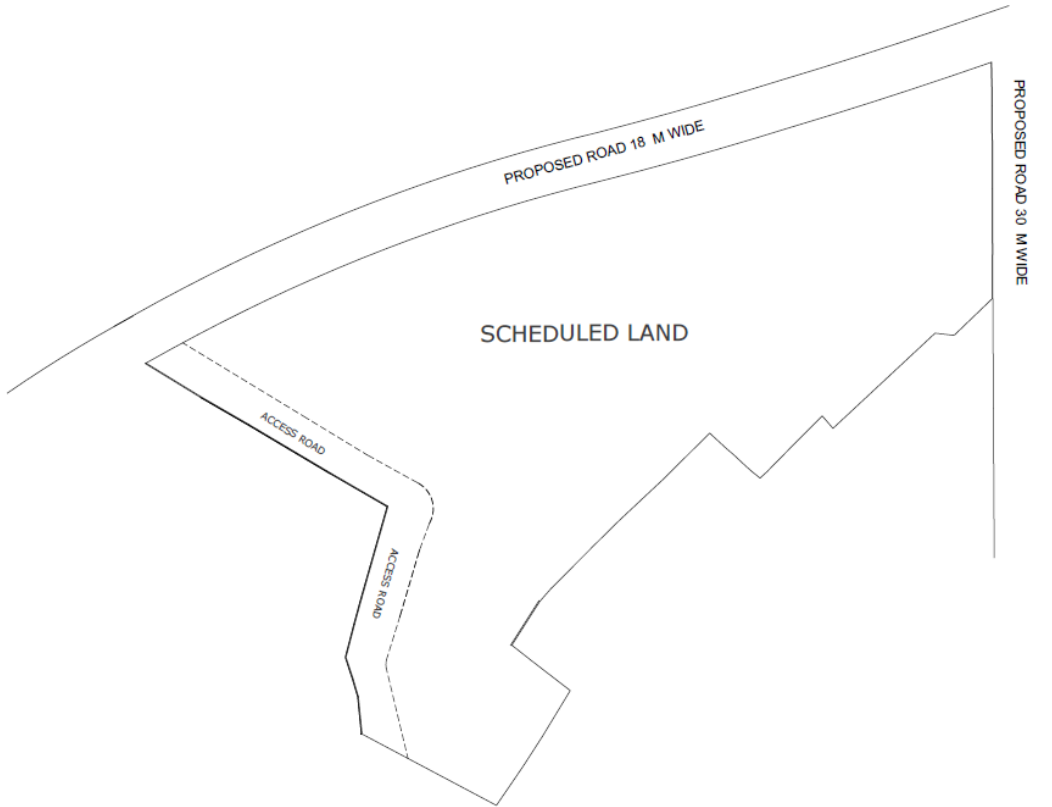 PROPOSED ROAD 18 M WIDE
PROPOSED ROAD 30 M WIDE
SCHEDULED LAND
ACCESS ROAD
ACCESS ROAD